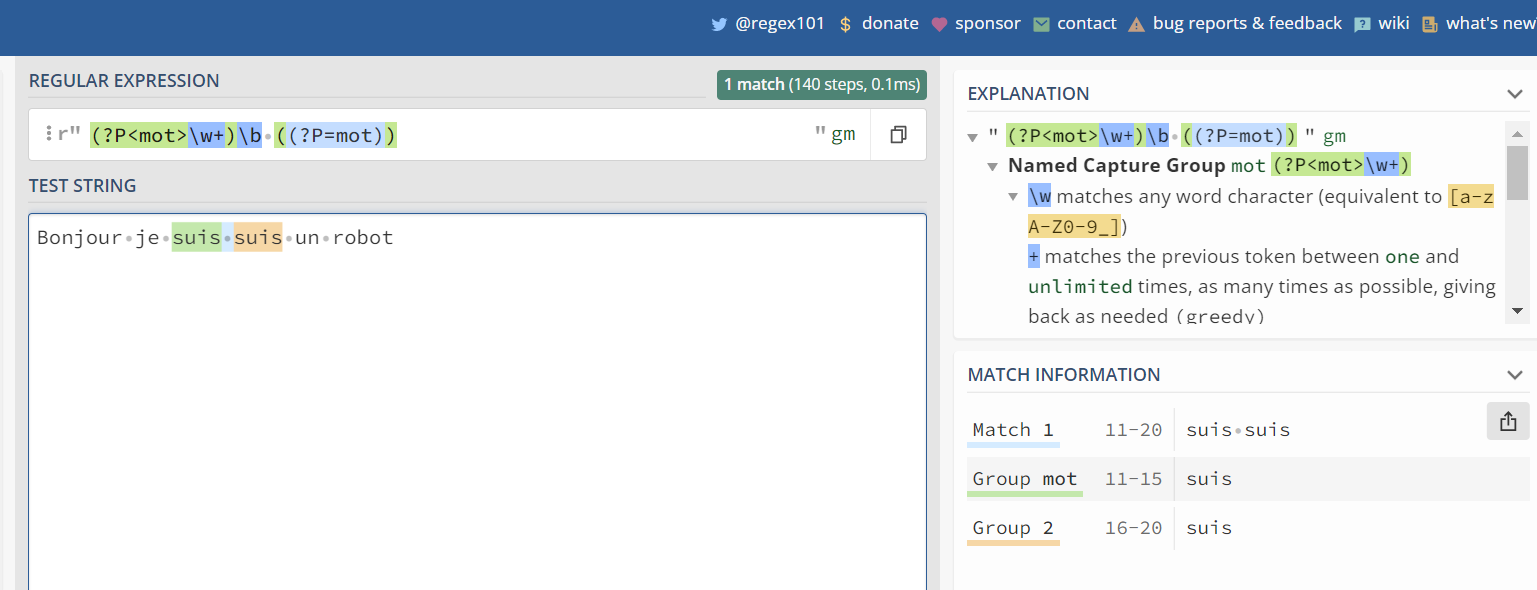 @regex101 $ donate sponsor contact bug reports & feedback ? wiki what's new
REGULAR EXPRESSION
1 match (140 steps, 0.1ms)
r" (?P<mot>\w+)\b·((?P=mot)) " gm
TEST STRING
Bonjour·je·suis·suis·un·robot
EXPLANATION
" (?P<mot>\w+)\b·((?P=mot)) " gm
Named Capture Group mot (?P<mot>\w+)
\w matches any word character (equivalent to [a-z
A-Z0-9_])
+ matches the previous token between one and
unlimited times, as many times as possible, giving
back as needed (greedy)
MATCH INFORMATION
Match 1 11-20 suis·suis
Group mot 11-15 suis
Group 2 16-20 suis